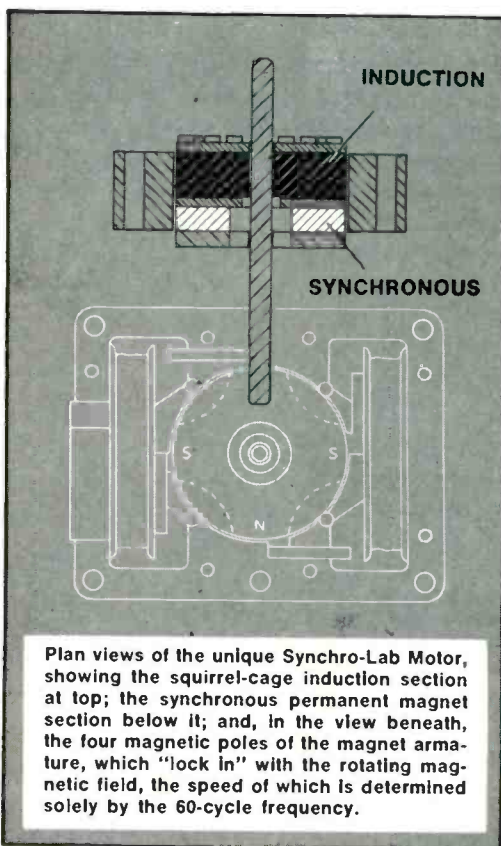 INDUCTION
SYNCHRONOUS
S
S
N
Plan views of the unique Synchro-Lab Motor,
showing the squirrel-cage induction section
at top; the synchronous permanent magnet
section below it; and, in the view beneath,
the four magnetic poles of the magnet arma-
ture, which "lock in" with the rotating mag-
netic field, the speed of which is determined
solely by the 60-cycle frequency.